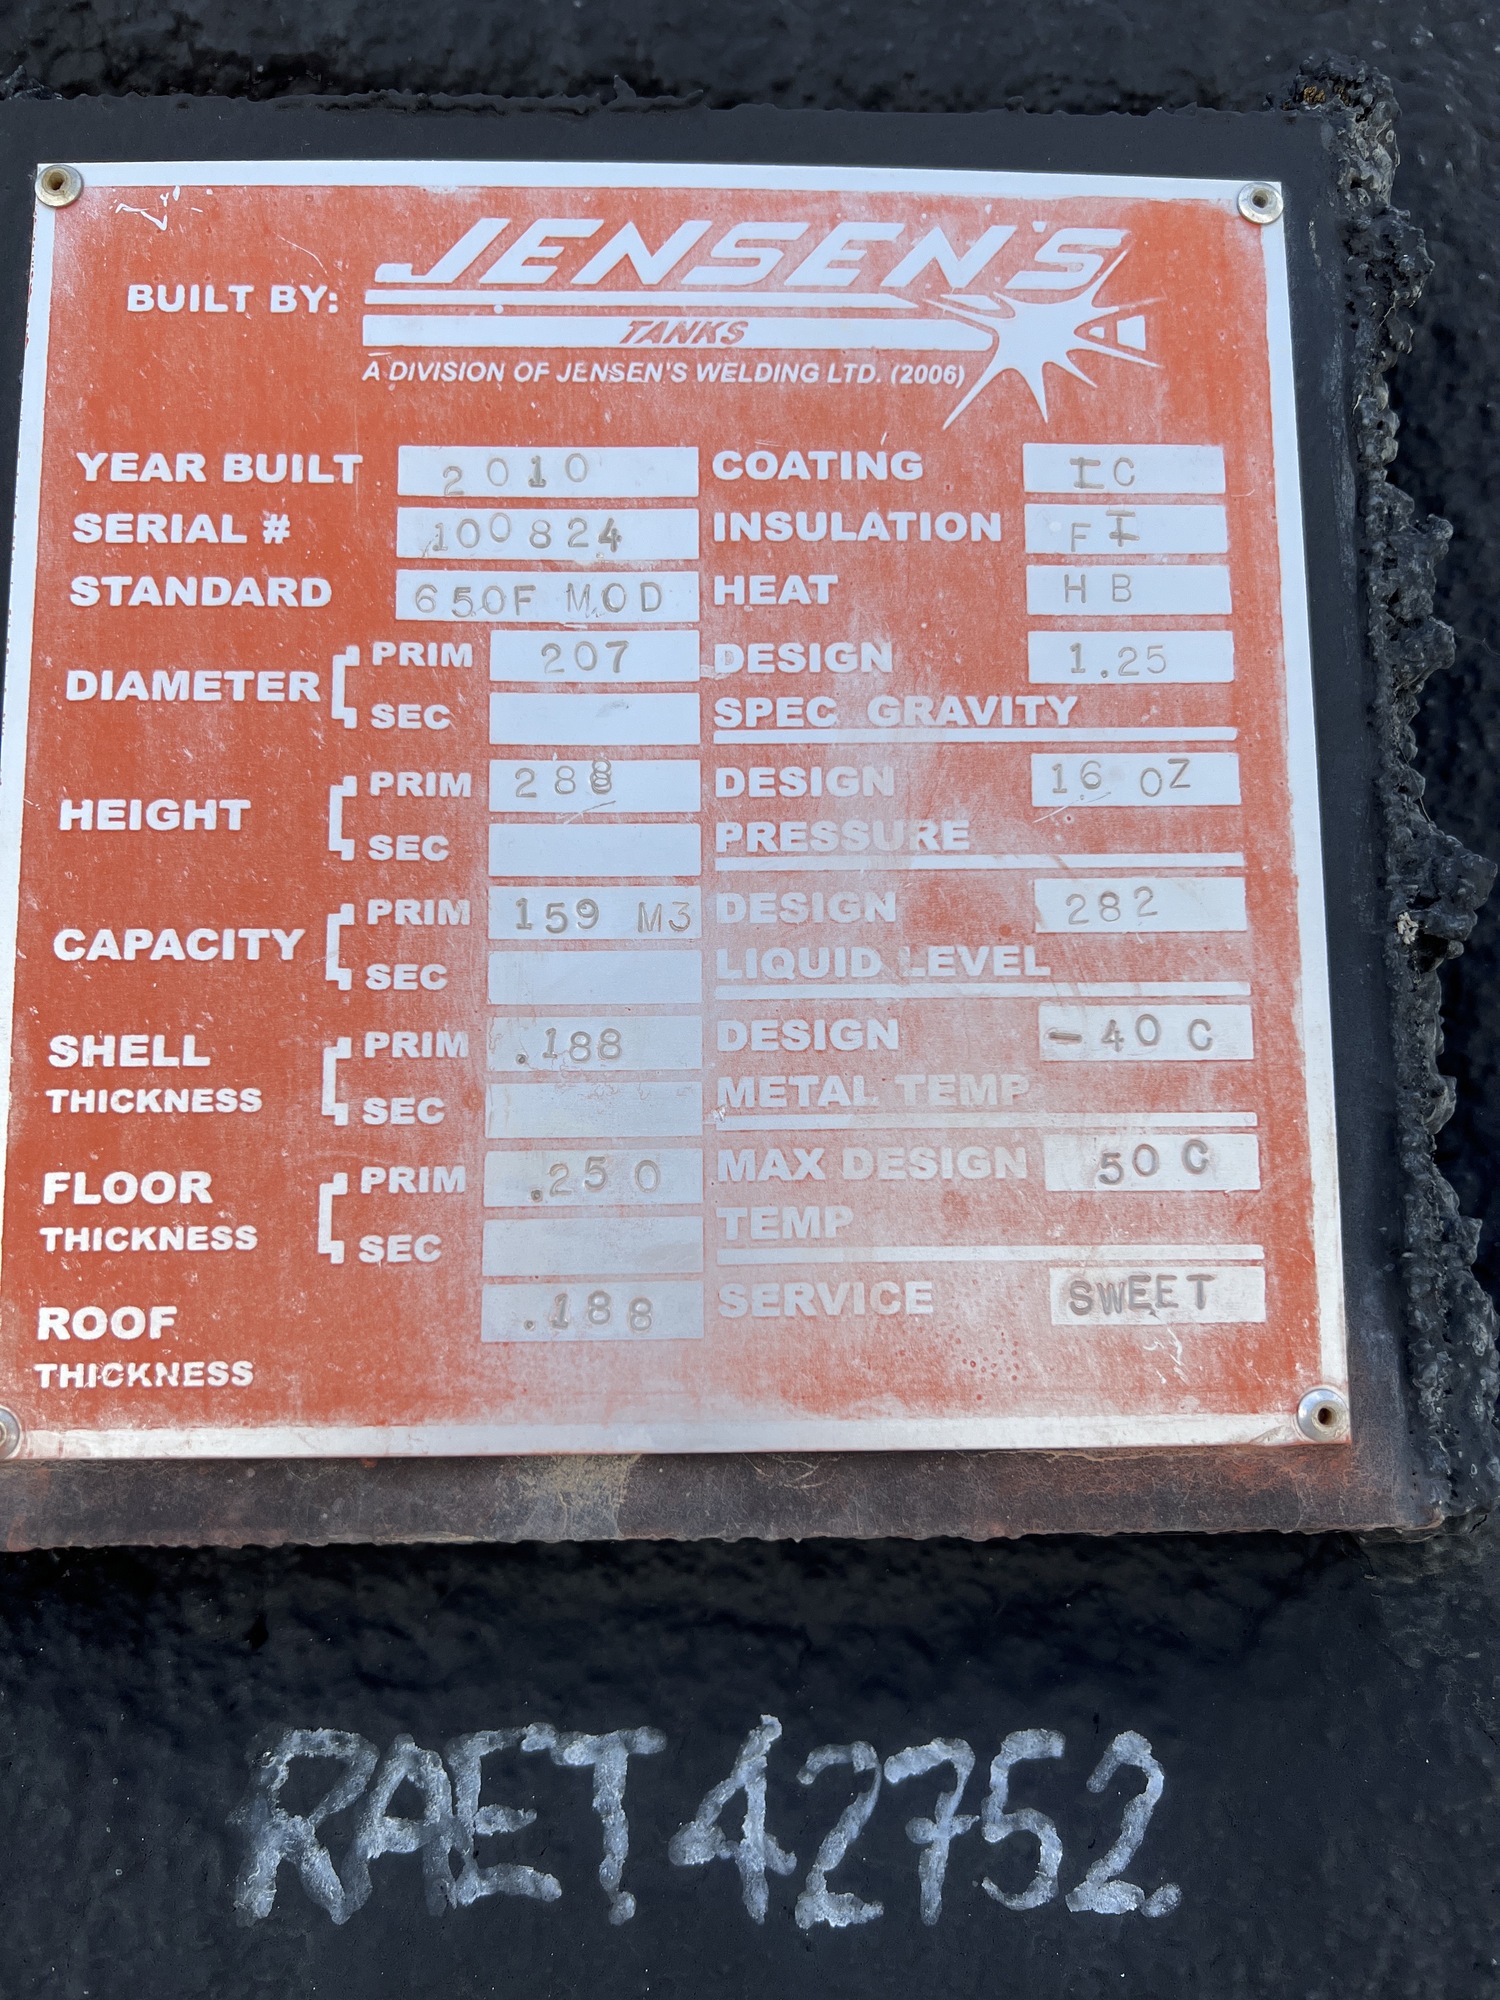 BUILT BY: JENSEN'S
TANKS
A DIVISION OF JENSEN'S WELDING LTD. (2006)
YEAR BUILT 2010
SERIAL # 100824
STANDARD 650F MOD
DIAMETER PRIM 207
SEC
HEIGHT PRIM 288
SEC
CAPACITY PRIM 159 M3
SEC
SHELL THICKNESS PRIM .188
SEC
FLOOR THICKNESS PRIM .250
SEC
ROOF THICKNESS .188
COATING IC
INSULATION FI
HEAT HB
DESIGN 1.25
SPEC GRAVITY
DESIGN 16 OZ
PRESSURE
DESIGN 282
LIQUID LEVEL
DESIGN -40 C
METAL TEMP
MAX DESIGN 50 C
TEMP
SERVICE SWEET
RAET42752